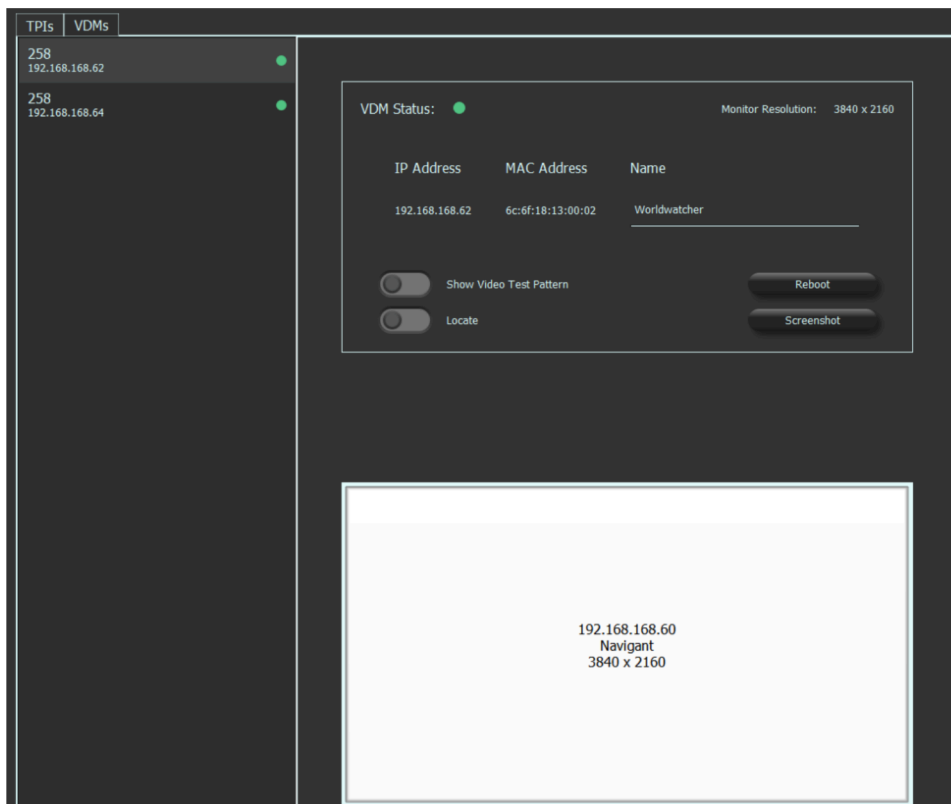 TPIs VDMs
258
192.168.168.62
258
192.168.168.64
VDM Status: Monitor Resolution: 3840 x 2160
IP Address MAC Address Name
192.168.168.62 6c:6f:18:13:00:02 Worldwatcher
Show Video Test Pattern Reboot
Locate Screenshot
192.168.168.60
Navigant
3840 x 2160